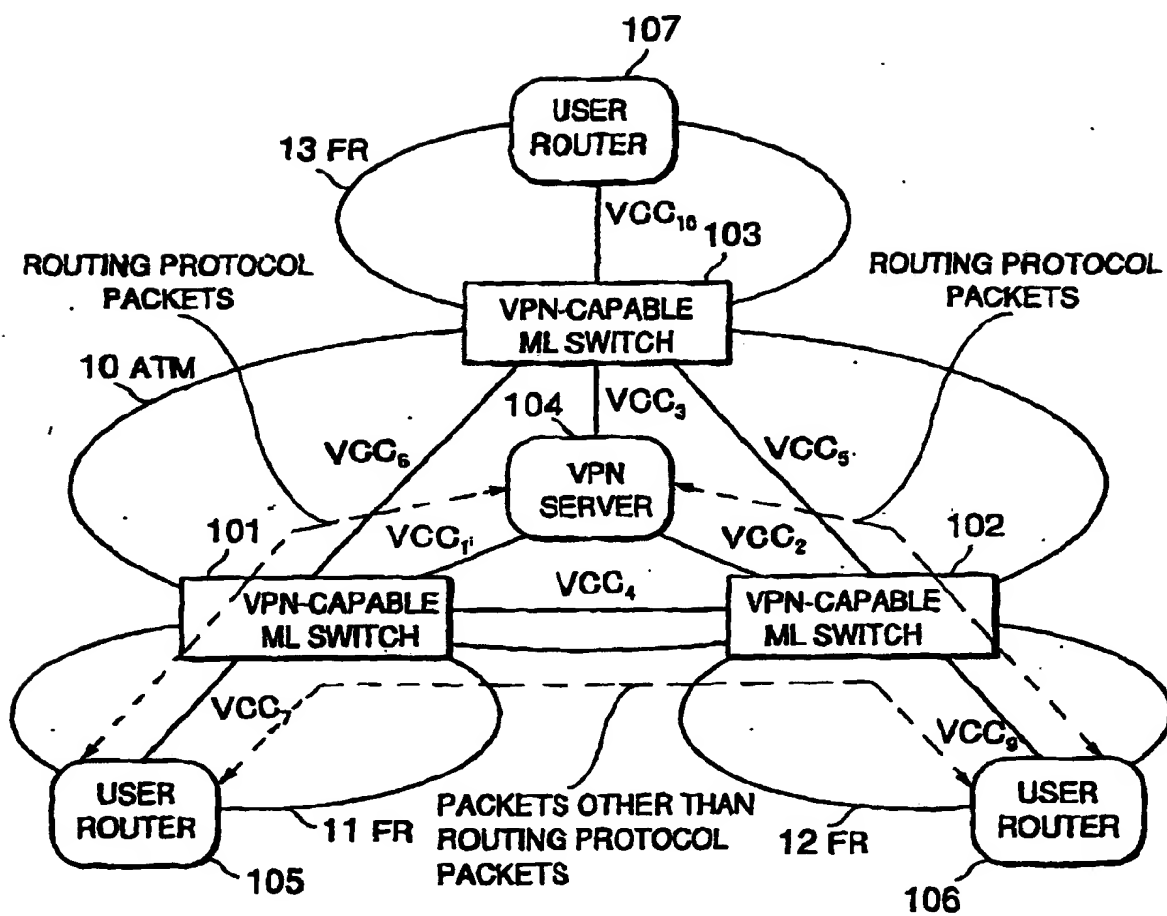 107
USER
ROUTER
13 FR
VCC₁₀
103
ROUTING PROTOCOL
PACKETS
ROUTING PROTOCOL
PACKETS
VPN-CAPABLE
ML SWITCH
10 ATM
104
VCC₃
VCC₆
VCC₅
VPN
SERVER
101
102
VCC₁
VCC₂
VCC₄
VPN-CAPABLE
ML SWITCH
VPN-CAPABLE
ML SWITCH
VCC₇
VCC₉
USER
ROUTER
11 FR
PACKETS OTHER THAN
ROUTING PROTOCOL
PACKETS
12 FR
USER
ROUTER
105
106